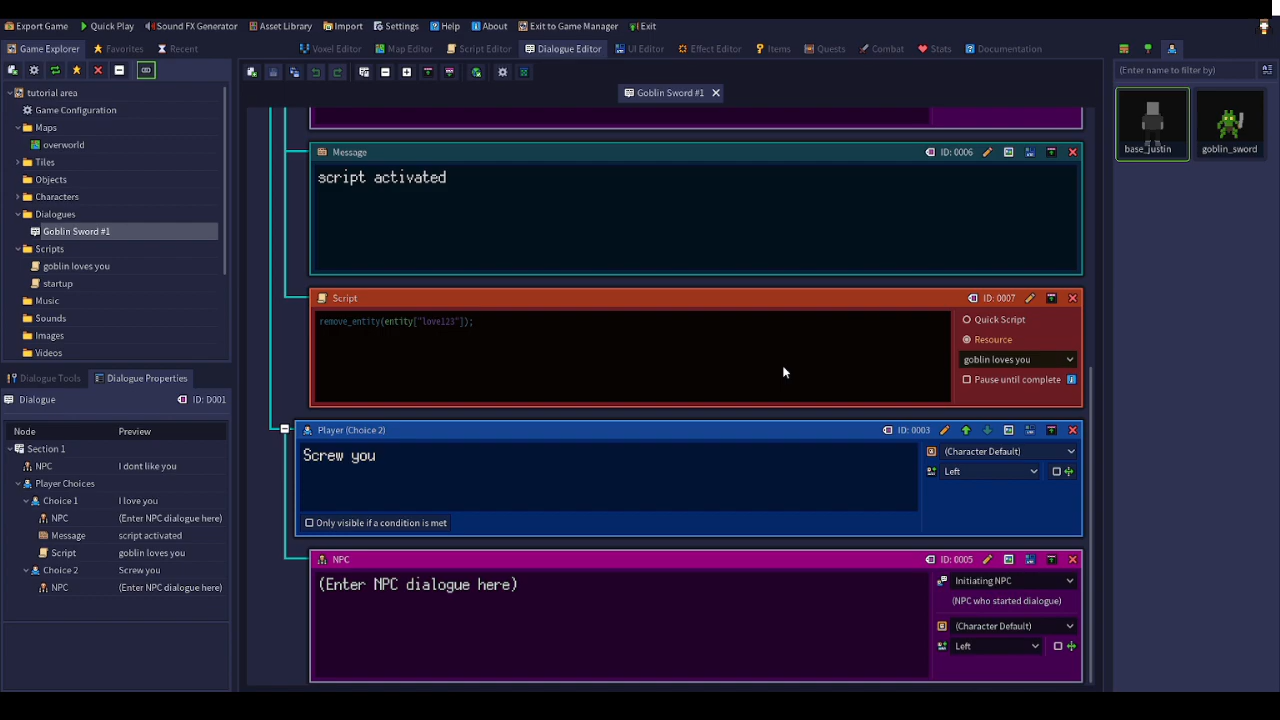 Export Game Quick Play Sound FX Generator Asset Library Import Settings Help About Exit to Game Manager Exit
Game Explorer Favorites Recent Voxel Editor Map Editor Script Editor Dialogue Editor UI Editor Effect Editor Items Quests Combat Stats Documentation
(Enter name to filter by)
Goblin Sword #1
tutorial area
Game Configuration
Maps
overworld
Tiles
Objects
Characters
Dialogues
Goblin Sword #1
Scripts
goblin loves you
startup
Music
Sounds
Images
Videos
Dialogue Tools Dialogue Properties
Dialogue ID: D001
Node Preview
Section 1
NPC I dont like you
Player Choices
Choice 1 I love you
NPC (Enter NPC dialogue here)
Message script activated
Script goblin loves you
Choice 2 Screw you
NPC (Enter NPC dialogue here)
Message ID: 0006
script activated
Script ID: 0007
remove_entity(entity["love123"]);
Quick Script
Resource
goblin loves you
Pause until complete
Player (Choice 2) ID: 0003
Screw you
(Character Default)
Left
Only visible if a condition is met
NPC ID: 0005
(Enter NPC dialogue here)
Initiating NPC
(NPC who started dialogue)
(Character Default)
Left
base_justin goblin_sword